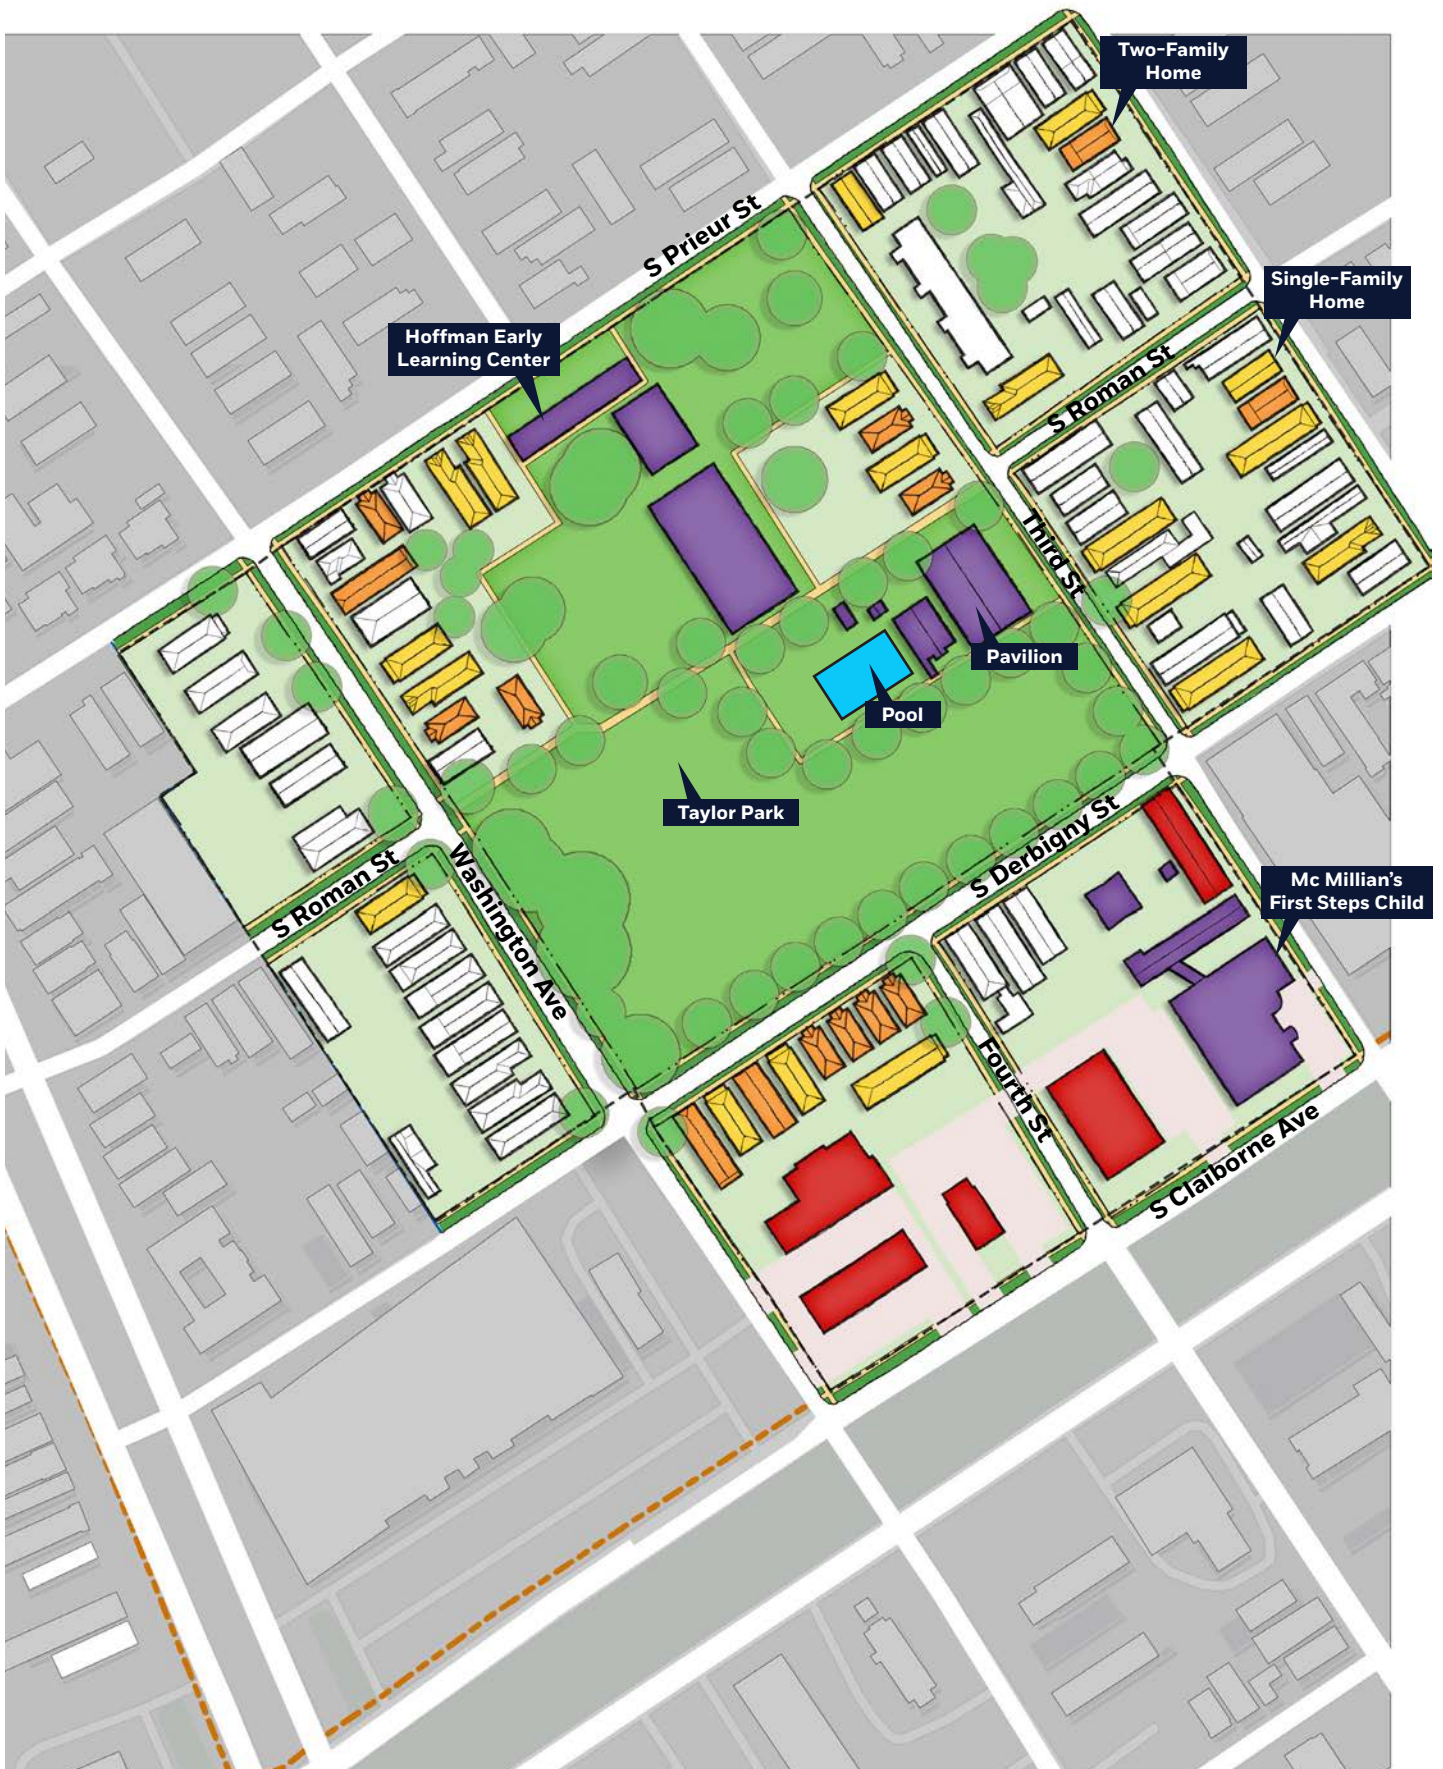 Two-Family
Home
S Prieur St
Single-Family
Home
Hoffman Early
Learning Center
S Roman St
Third St
Pavilion
Pool
Taylor Park
S Derbigny St
S Roman St
Washington Ave
Mc Millian's
First Steps Child
Fourth St
S Claiborne Ave